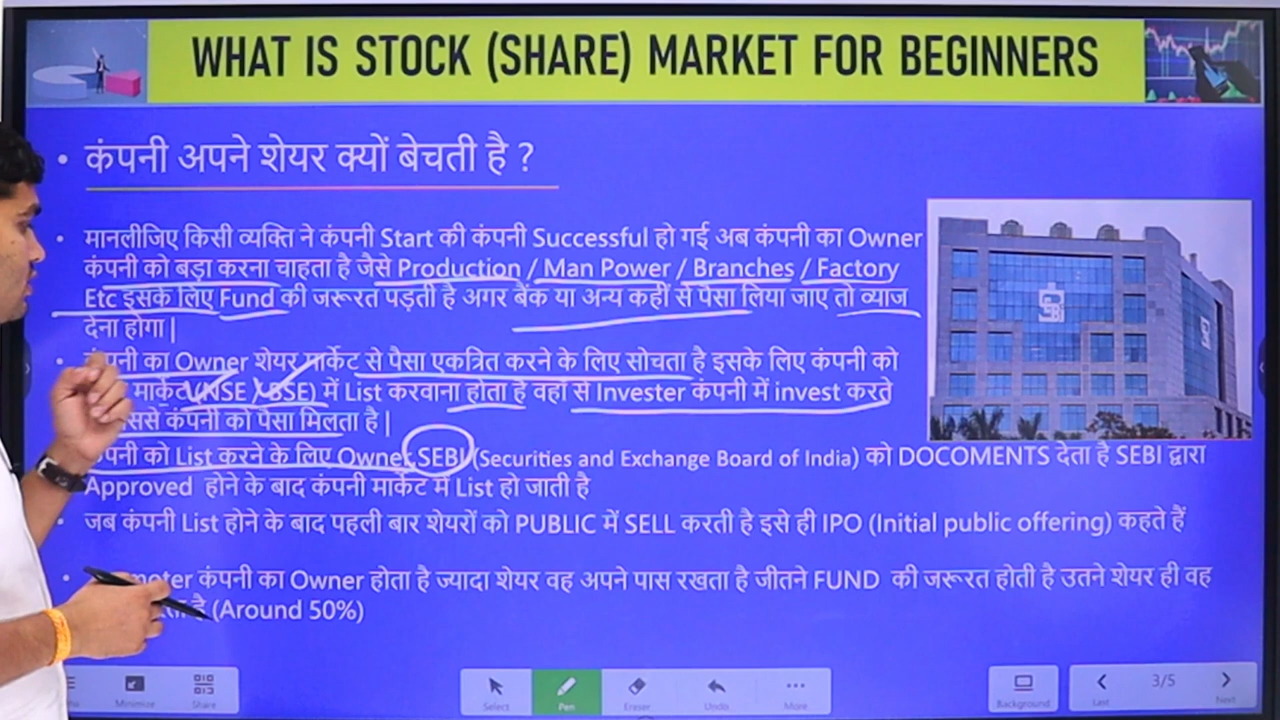 WHAT IS STOCK (SHARE) MARKET FOR BEGINNERS
• कंपनी अपने शेयर क्यों बेचती है ?
• मानलीजिए किसी व्यक्ति ने कंपनी Start की कंपनी Successful हो गई अब कंपनी का Owner
कंपनी को बड़ा करना चाहता है जैसे Production / Man Power / Branches / Factory
Etc इसके लिए Fund की जरूरत पड़ती है अगर बैंक या अन्य कहीं से पैसा लिया जाए तो व्याज
देना होगा |
• का Owner शेयर मार्केट से पैसा एकत्रित करने के लिए सोचता है इसके लिए कंपनी को
मार्केट (NSE / BSE) में List करवाना होता है वहां से Invester कंपनी में invest करते
कंपनी को पैसा मिलता है |
को List करने के लिए Owner SEBI (Securities and Exchange Board of India) को DOCOMENTS देता है SEBI द्वारा
Approved होने के बाद कंपनी मार्केट में List हो जाती है
• जब कंपनी List होने के बाद पहली बार शेयरों को PUBLIC में SELL करती है इसे ही IPO (Initial public offering) कहते हैं
• कंपनी का Owner होता है ज्यादा शेयर वह अपने पास रखता है जीतने FUND की जरूरत होती है उतने शेयर ही वह
है (Around 50%)
SEBI
Minimize
Share
Select
Pen
Eraser
Undo
More
Background
Last
3/5
Next